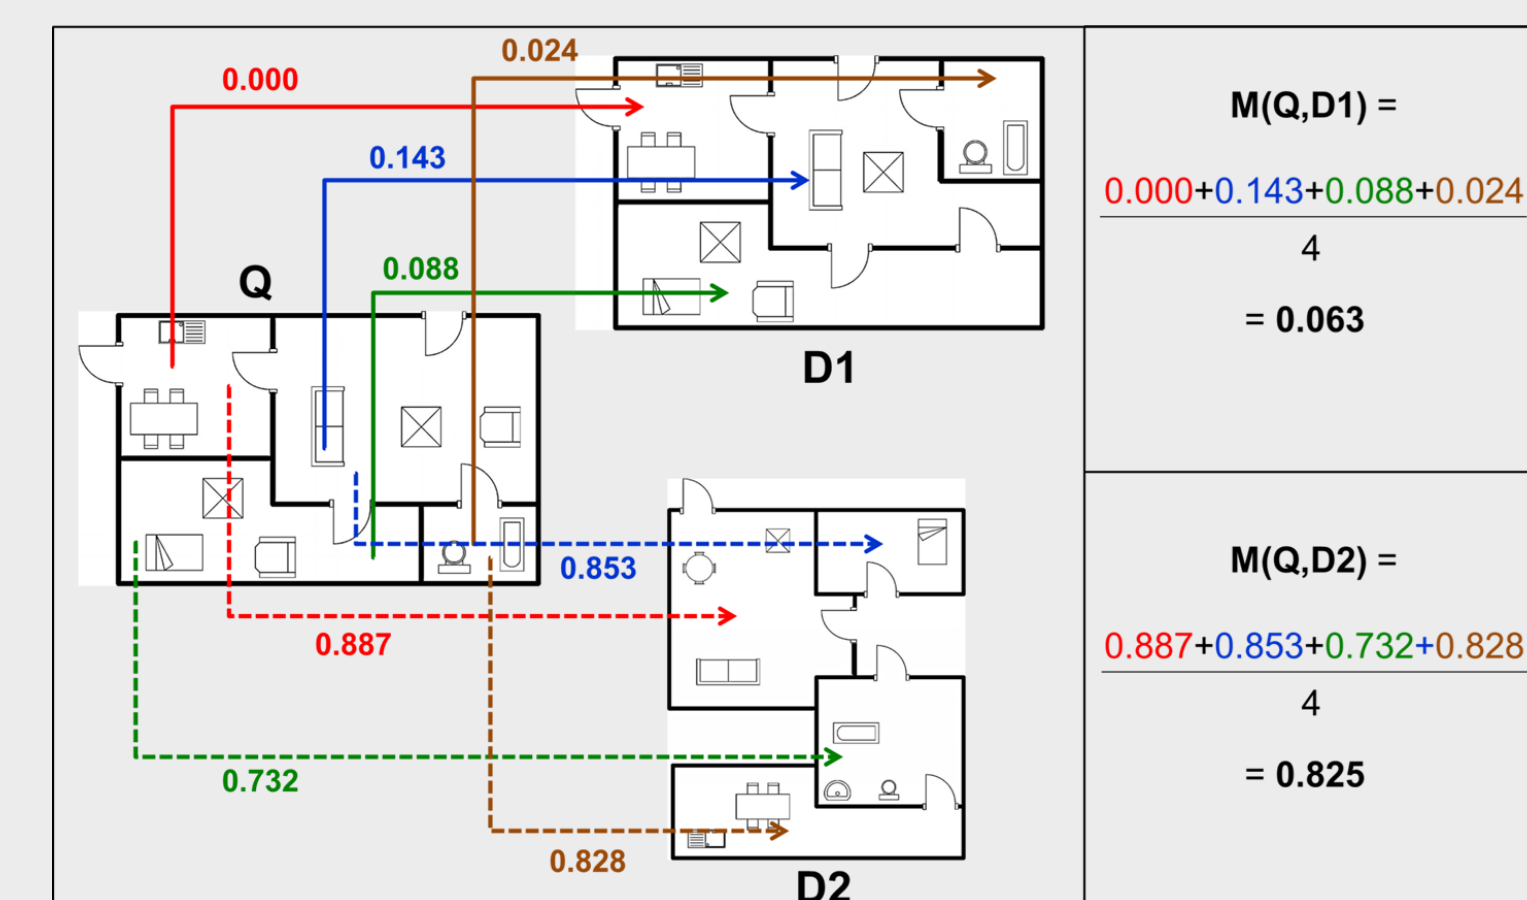 0.024
0.000
0.143
0.088
Q
D1
0.853
0.887
0.732
0.828
D2
M(Q,D1) =
0.000+0.143+0.088+0.024
4
= 0.063
M(Q,D2) =
0.887+0.853+0.732+0.828
4
= 0.825